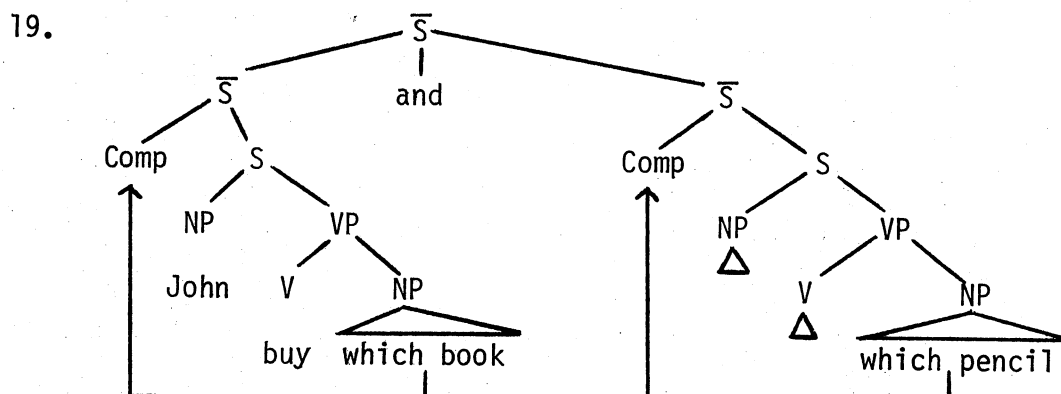 19.
S̅
S̅ and S̅
Comp S Comp S
NP VP NP VP
John V NP V NP
buy which book which pencil